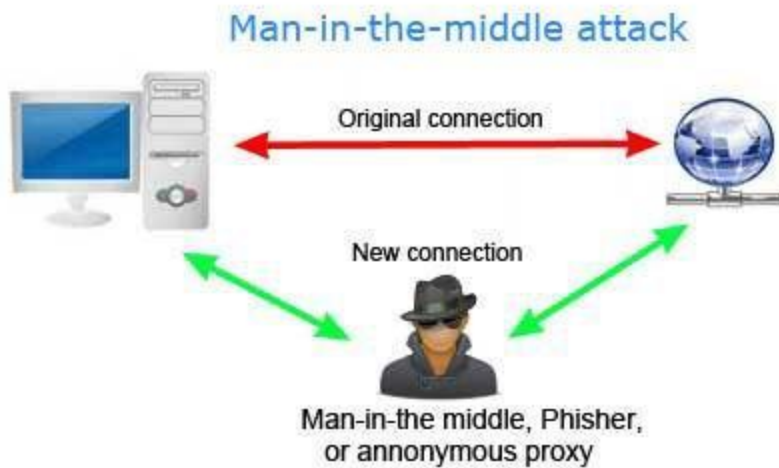 Man-in-the-middle attack
Original connection
New connection
Man-in-the middle, Phisher,
or annonymous proxy